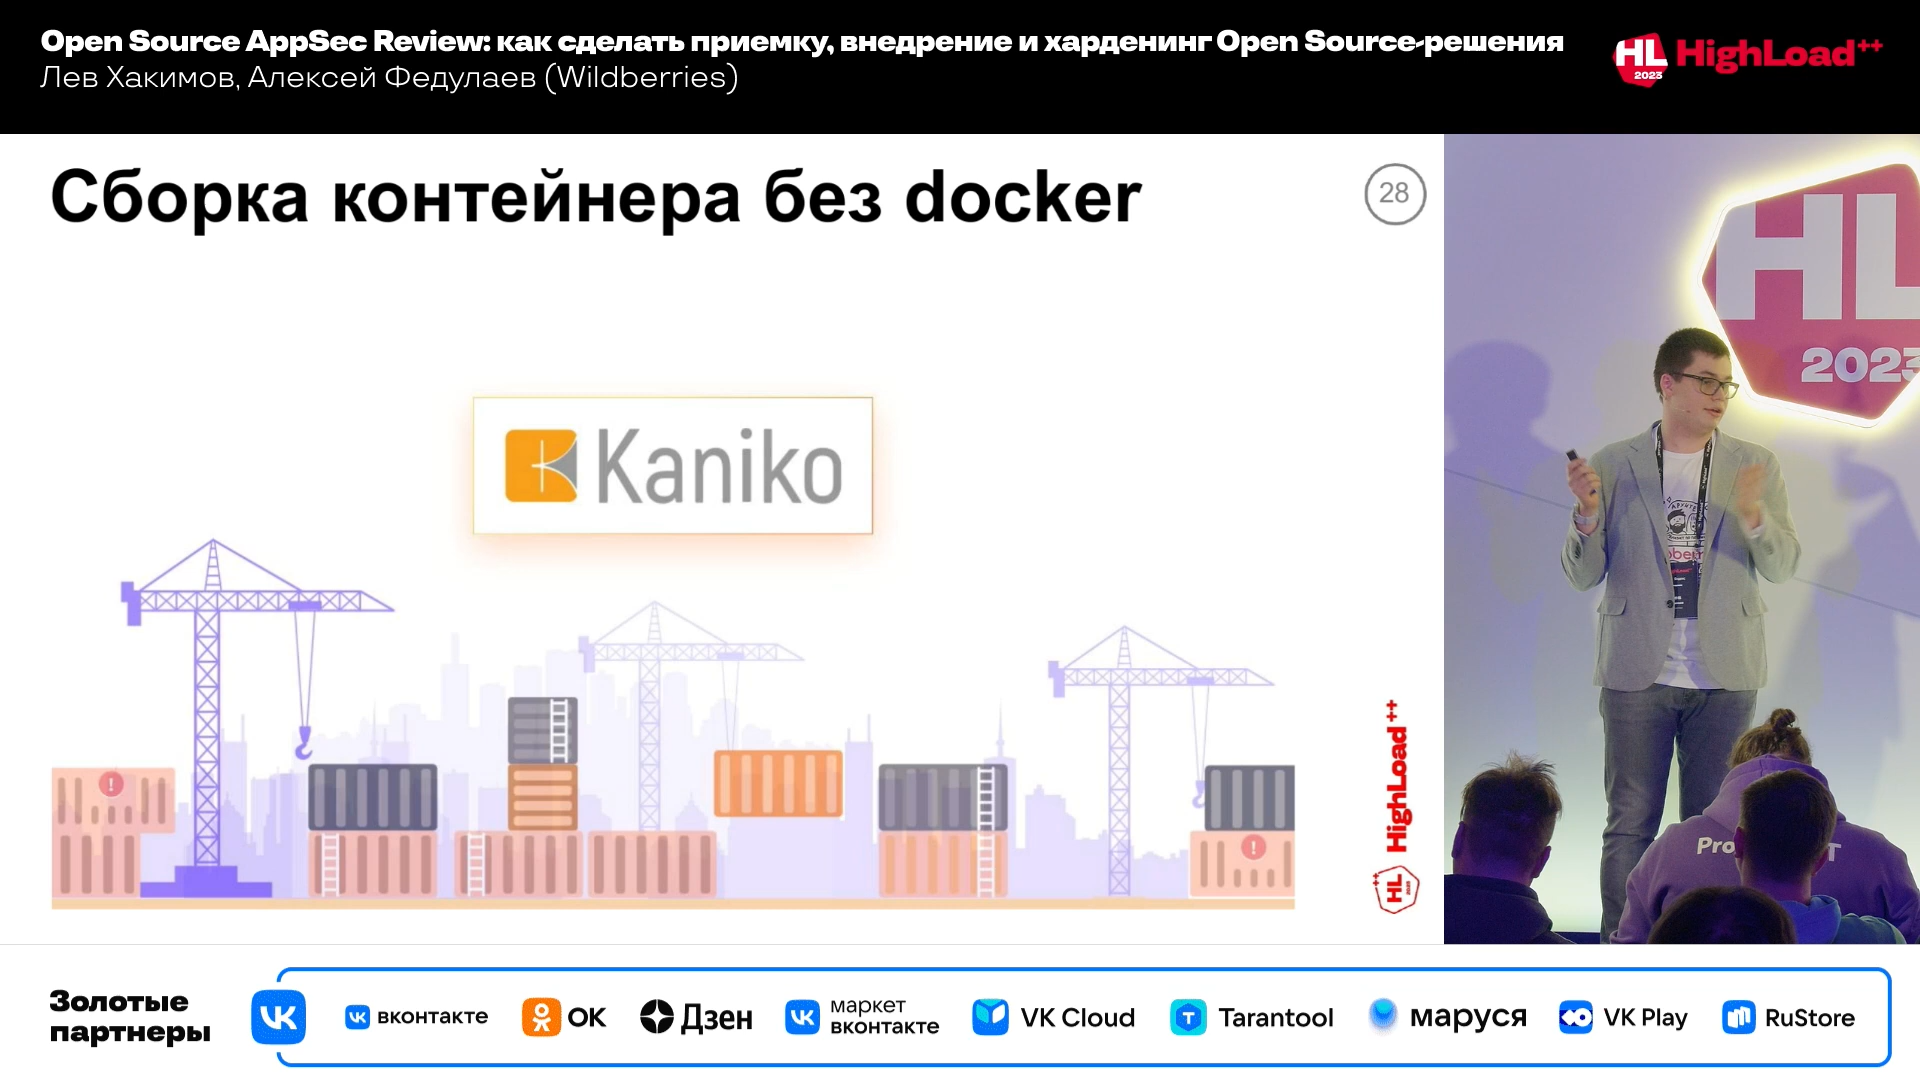 Open Source AppSec Review: как сделать приемку, внедрение и харденинг Open Source-решения
Лев Хакимов, Алексей Федулаев (Wildberries)
HL
2023
HighLoad++
Сборка контейнера без docker
28
Kaniko
!
!
HighLoad++
HL
HL
2023
Pro
T
Золотые
партнеры
вконтакте
OK
Дзен
маркет
вконтакте
VK Cloud
T
Tarantool
маруся
VK Play
RuStore